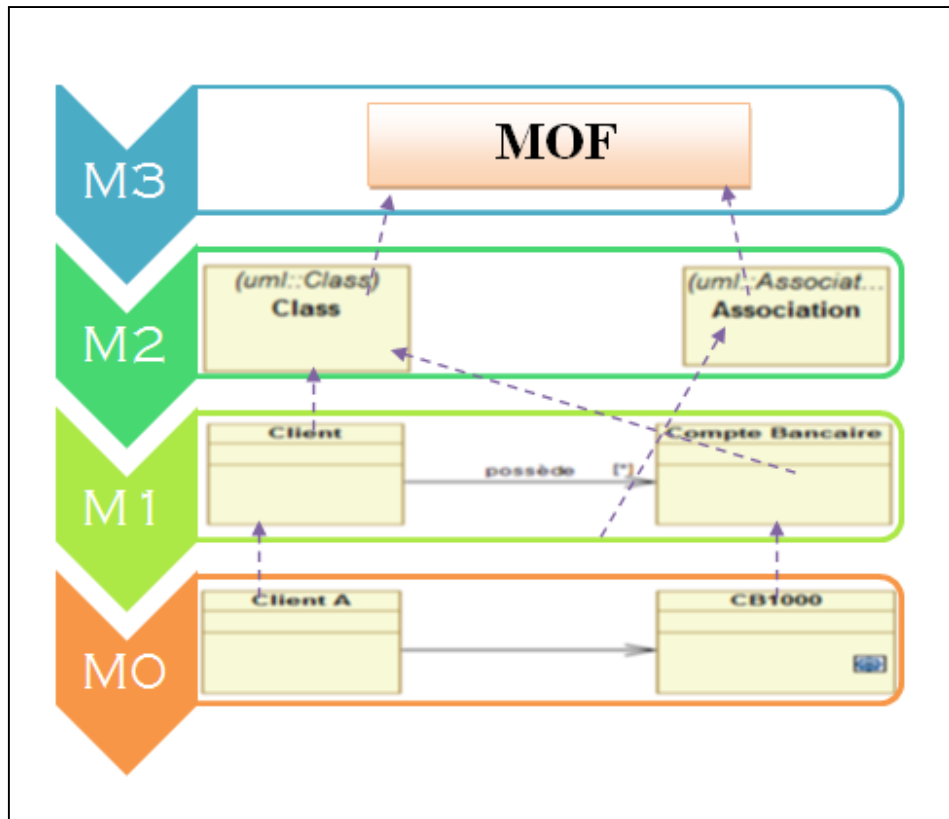 M3
MOF
M2
(uml::Class)
Class
(uml::Associat...
Association
M1
Client
possède [*]
Compte Bancaire
M0
Client A
CB1000